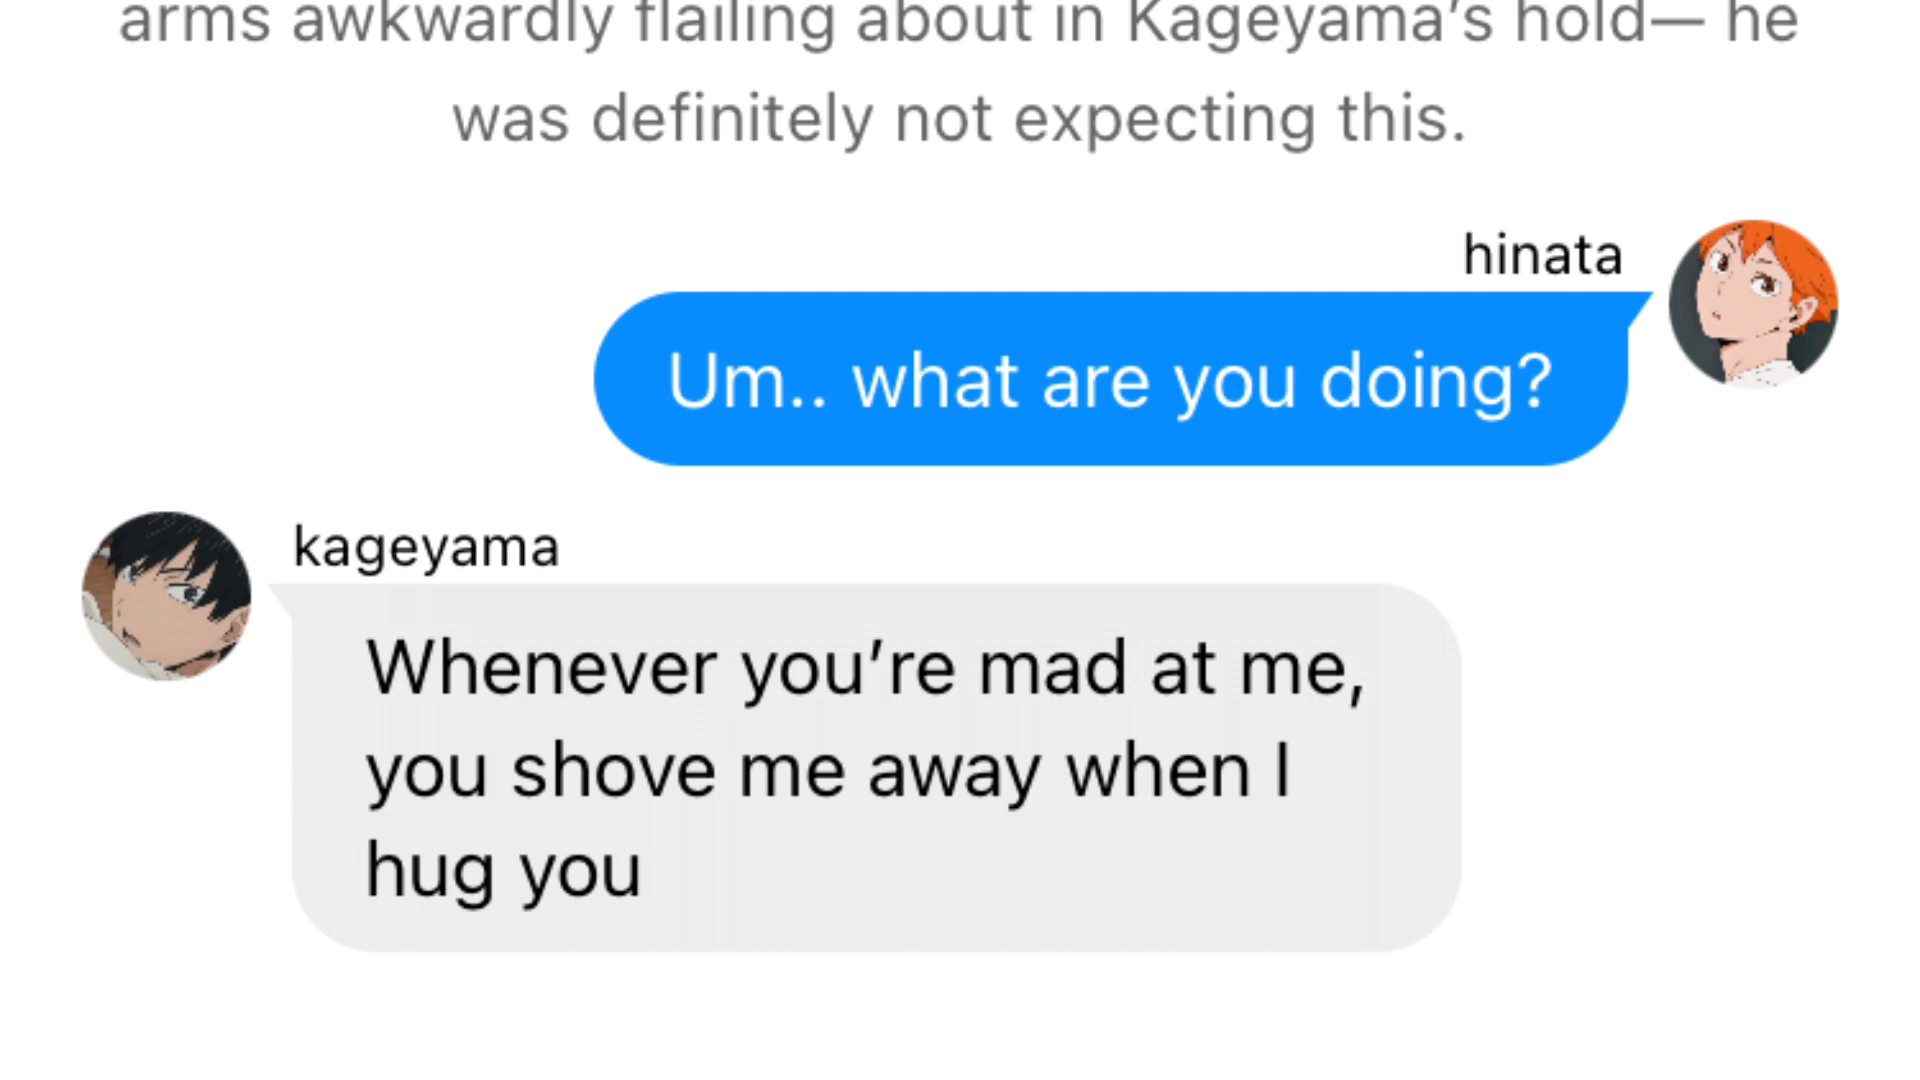 arms awkwardly flailing about in Kageyama’s hold— he
was definitely not expecting this.
hinata
Um.. what are you doing?
kageyama
Whenever you’re mad at me,
you shove me away when I
hug you